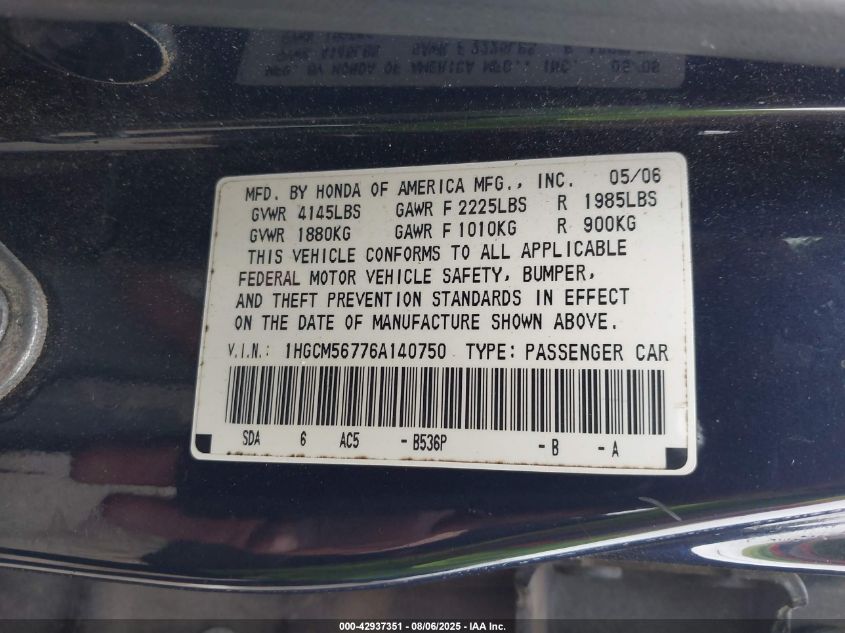 MFD. BY HONDA OF AMERICA MFG., INC. 05/06
GVWR 4145LBS GAWR F 2225LBS R 1985LBS
GVWR 1880KG GAWR F 1010KG R 900KG
THIS VEHICLE CONFORMS TO ALL APPLICABLE
FEDERAL MOTOR VEHICLE SAFETY, BUMPER,
AND THEFT PREVENTION STANDARDS IN EFFECT
ON THE DATE OF MANUFACTURE SHOWN ABOVE.
V.I.N.: 1HGCM56776A140750 TYPE: PASSENGER CAR
SDA 6 AC5 -B536P -B -A
000-42937351 | 08/06/2025 - IAA Inc.